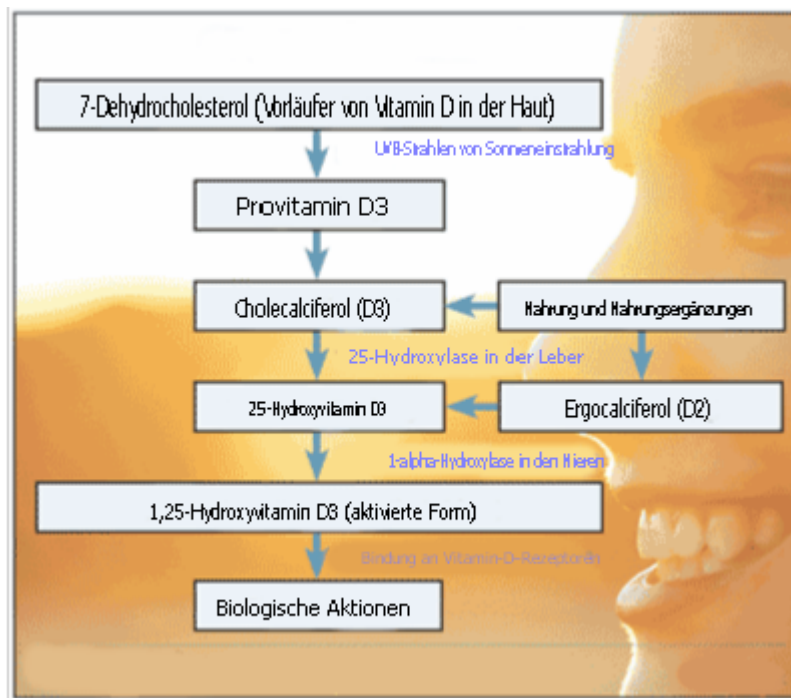 7-Dehydrocholesterol (Vorläufer von Vitamin D in der Haut)
UVB-Strahlen von Sonneneinstrahlung
Provitamin D3
Cholecalciferol (D3)
Nahrung und Nahrungsergänzungen
25-Hydroxylase in der Leber
25-Hydroxyvitamin D3
Ergocalciferol (D2)
1-alpha-Hydroxylase in den Nieren
1,25-Hydroxyvitamin D3 (aktivierte Form)
Bindung an Vitamin-D-Rezeptorên
Biologische Aktionen